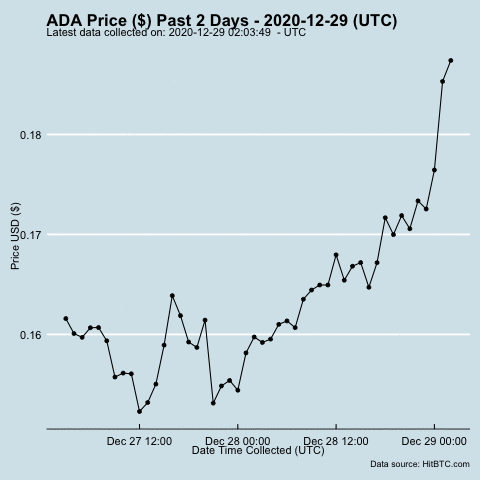 ADA Price ($) Past 2 Days - 2020-12-29 (UTC)
Latest data collected on: 2020-12-29 02:03:49  - UTC
0.18
0.17
0.16
Price USD ($)
Dec 27 12:00
Dec 28 00:00
Dec 28 12:00
Dec 29 00:00
Date Time Collected (UTC)
Data source: HitBTC.com